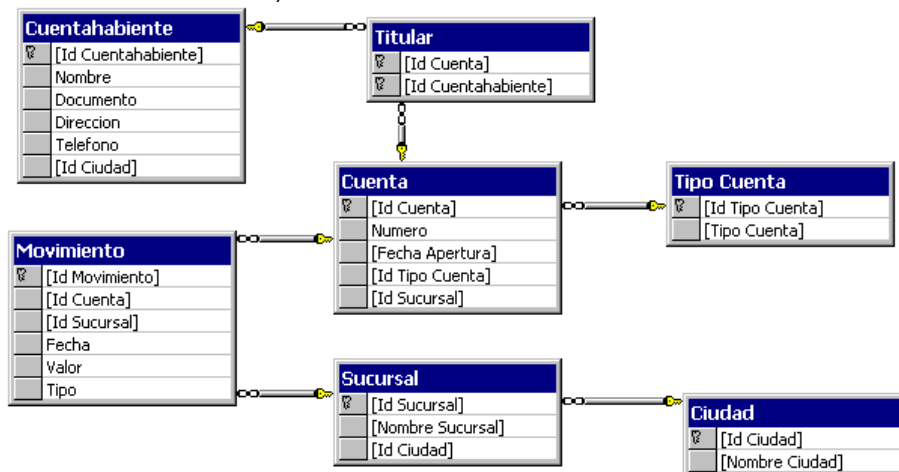 Cuentahabiente
[Id Cuentahabiente]
Nombre
Documento
Direccion
Telefono
[Id Ciudad]
Titular
[Id Cuenta]
[Id Cuentahabiente]
Cuenta
[Id Cuenta]
Numero
[Fecha Apertura]
[Id Tipo Cuenta]
[Id Sucursal]
Tipo Cuenta
[Id Tipo Cuenta]
[Tipo Cuenta]
Movimiento
[Id Movimiento]
[Id Cuenta]
[Id Sucursal]
Fecha
Valor
Tipo
Sucursal
[Id Sucursal]
[Nombre Sucursal]
[Id Ciudad]
Ciudad
[Id Ciudad]
[Nombre Ciudad]